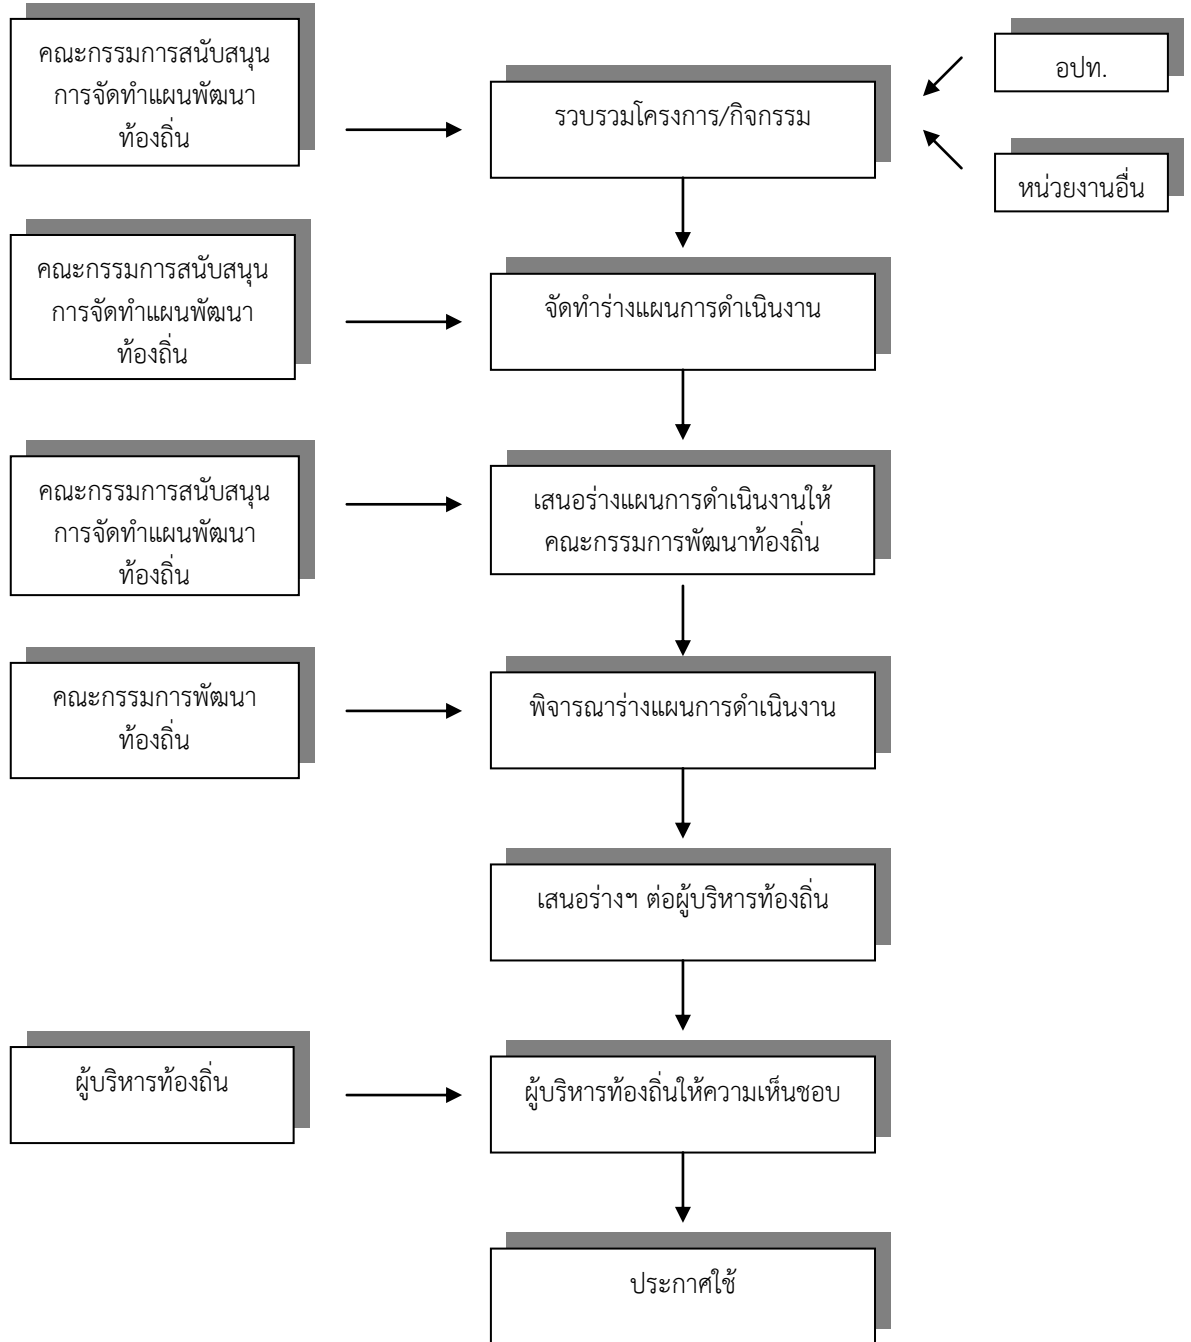 คณะกรรมการสนับสนุน
การจัดทำแผนพัฒนา
ท้องถิ่น
รวบรวมโครงการ/กิจกรรม
อปท.
หน่วยงานอื่น
คณะกรรมการสนับสนุน
การจัดทำแผนพัฒนา
ท้องถิ่น
จัดทำร่างแผนการดำเนินงาน
คณะกรรมการสนับสนุน
การจัดทำแผนพัฒนา
ท้องถิ่น
เสนอร่างแผนการดำเนินงานให้
คณะกรรมการพัฒนาท้องถิ่น
คณะกรรมการพัฒนา
ท้องถิ่น
พิจารณาร่างแผนการดำเนินงาน
เสนอร่างฯ ต่อผู้บริหารท้องถิ่น
ผู้บริหารท้องถิ่น
ผู้บริหารท้องถิ่นให้ความเห็นชอบ
ประกาศใช้